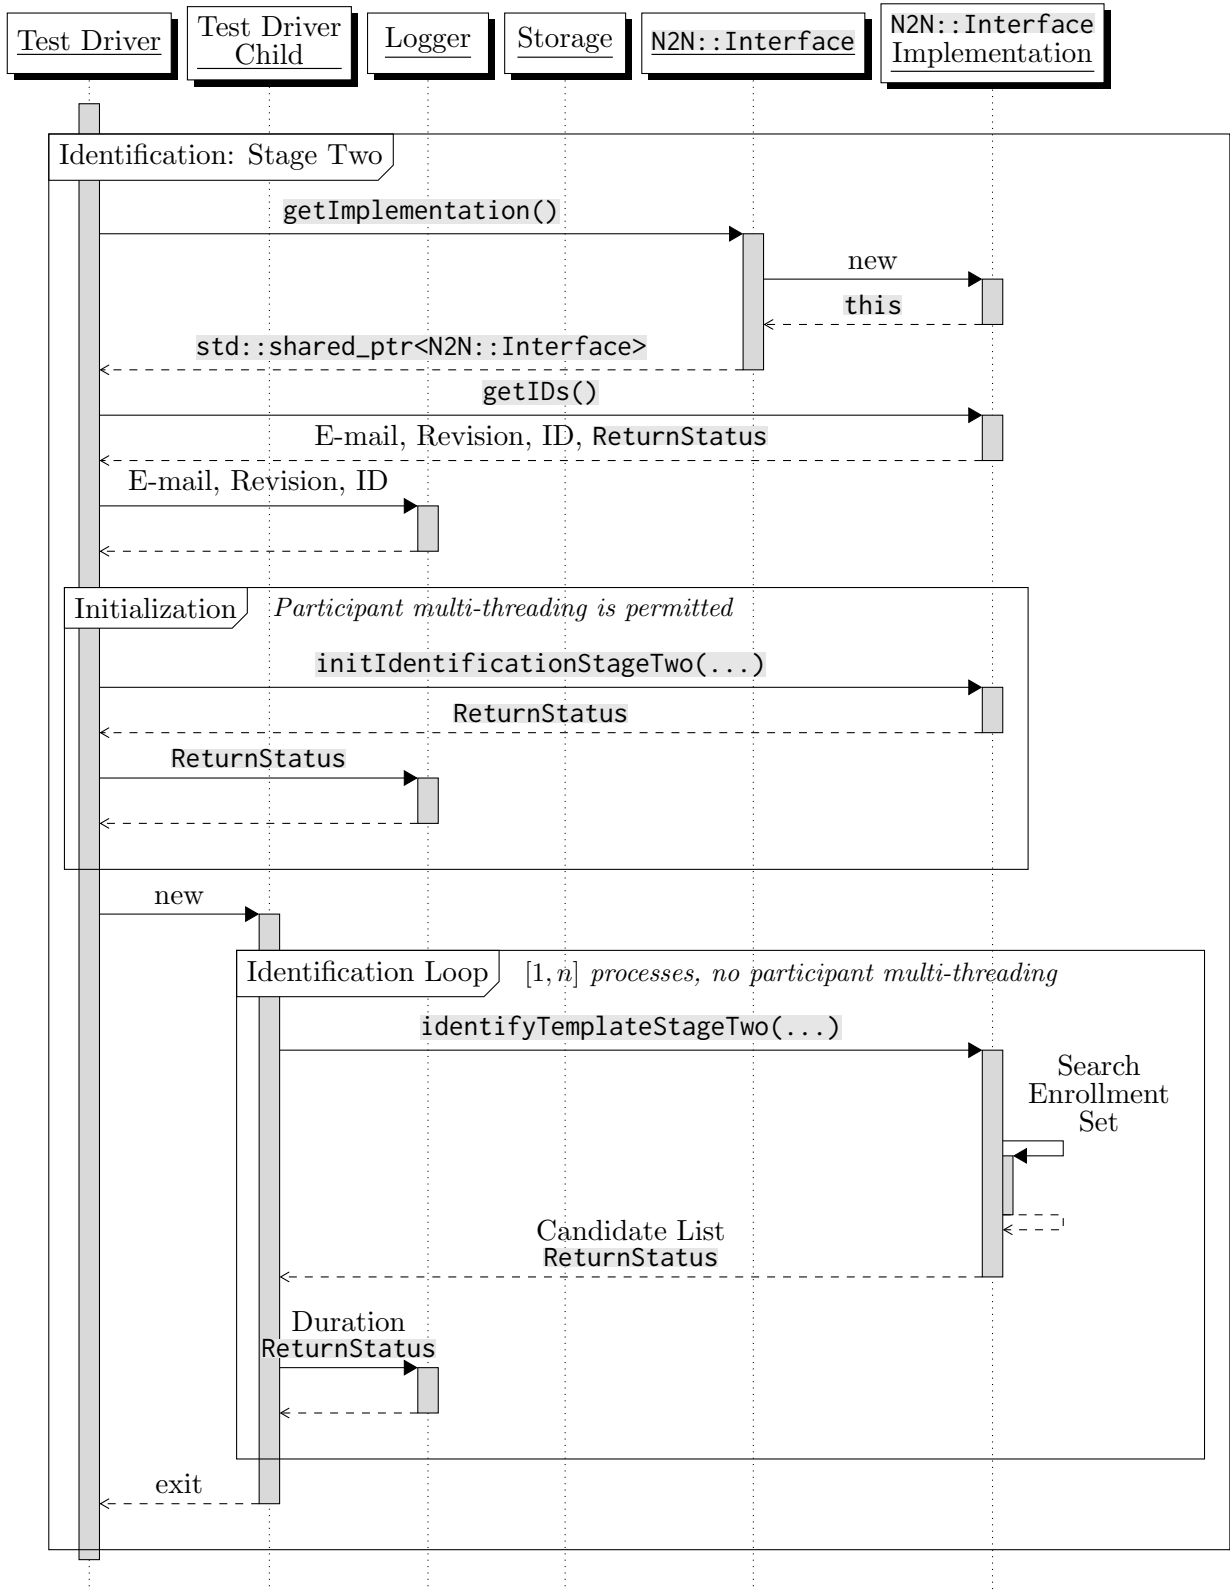 Test Driver
Test Driver
Child
Logger
Storage
N2N::Interface
N2N::Interface
Implementation
Identification: Stage Two
getImplementation()
new
this
std::shared_ptr<N2N::Interface>
getIDs()
E-mail, Revision, ID, ReturnStatus
E-mail, Revision, ID
Initialization
Participant multi-threading is permitted
initIdentificationStageTwo(...)
ReturnStatus
ReturnStatus
new
Identification Loop
[1, n] processes, no participant multi-threading
identifyTemplateStageTwo(...)
Search
Enrollment
Set
Candidate List
ReturnStatus
Duration
ReturnStatus
exit